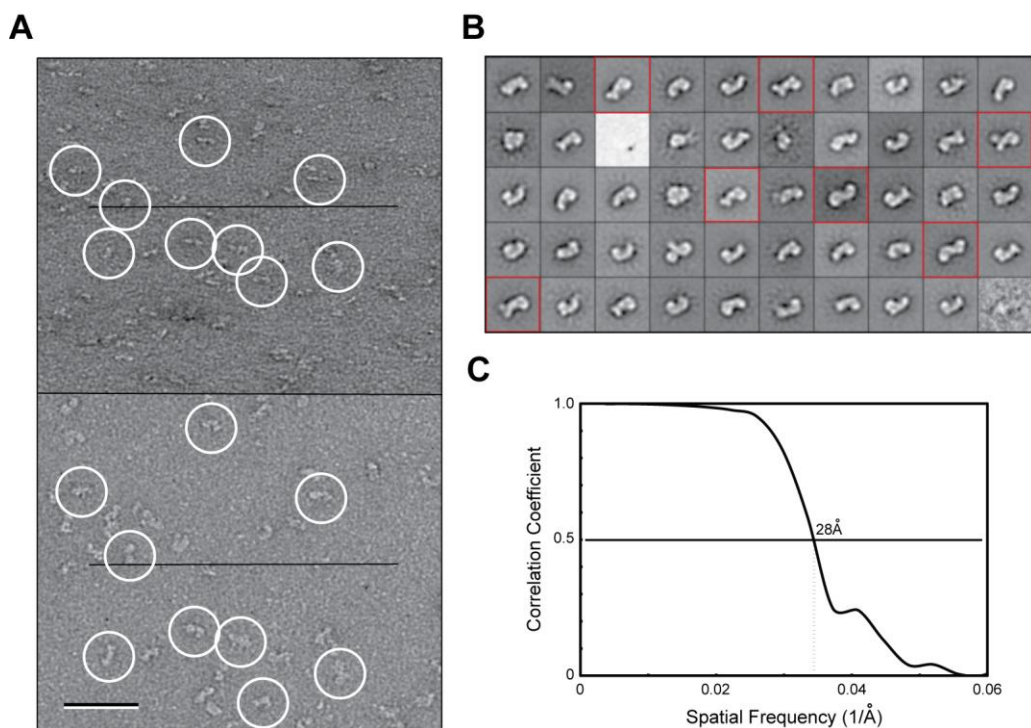 A
B
C
1.0
0.5
0
Correlation Coefficient
28Å
0
0.02
0.04
0.06
Spatial Frequency (1/Å)